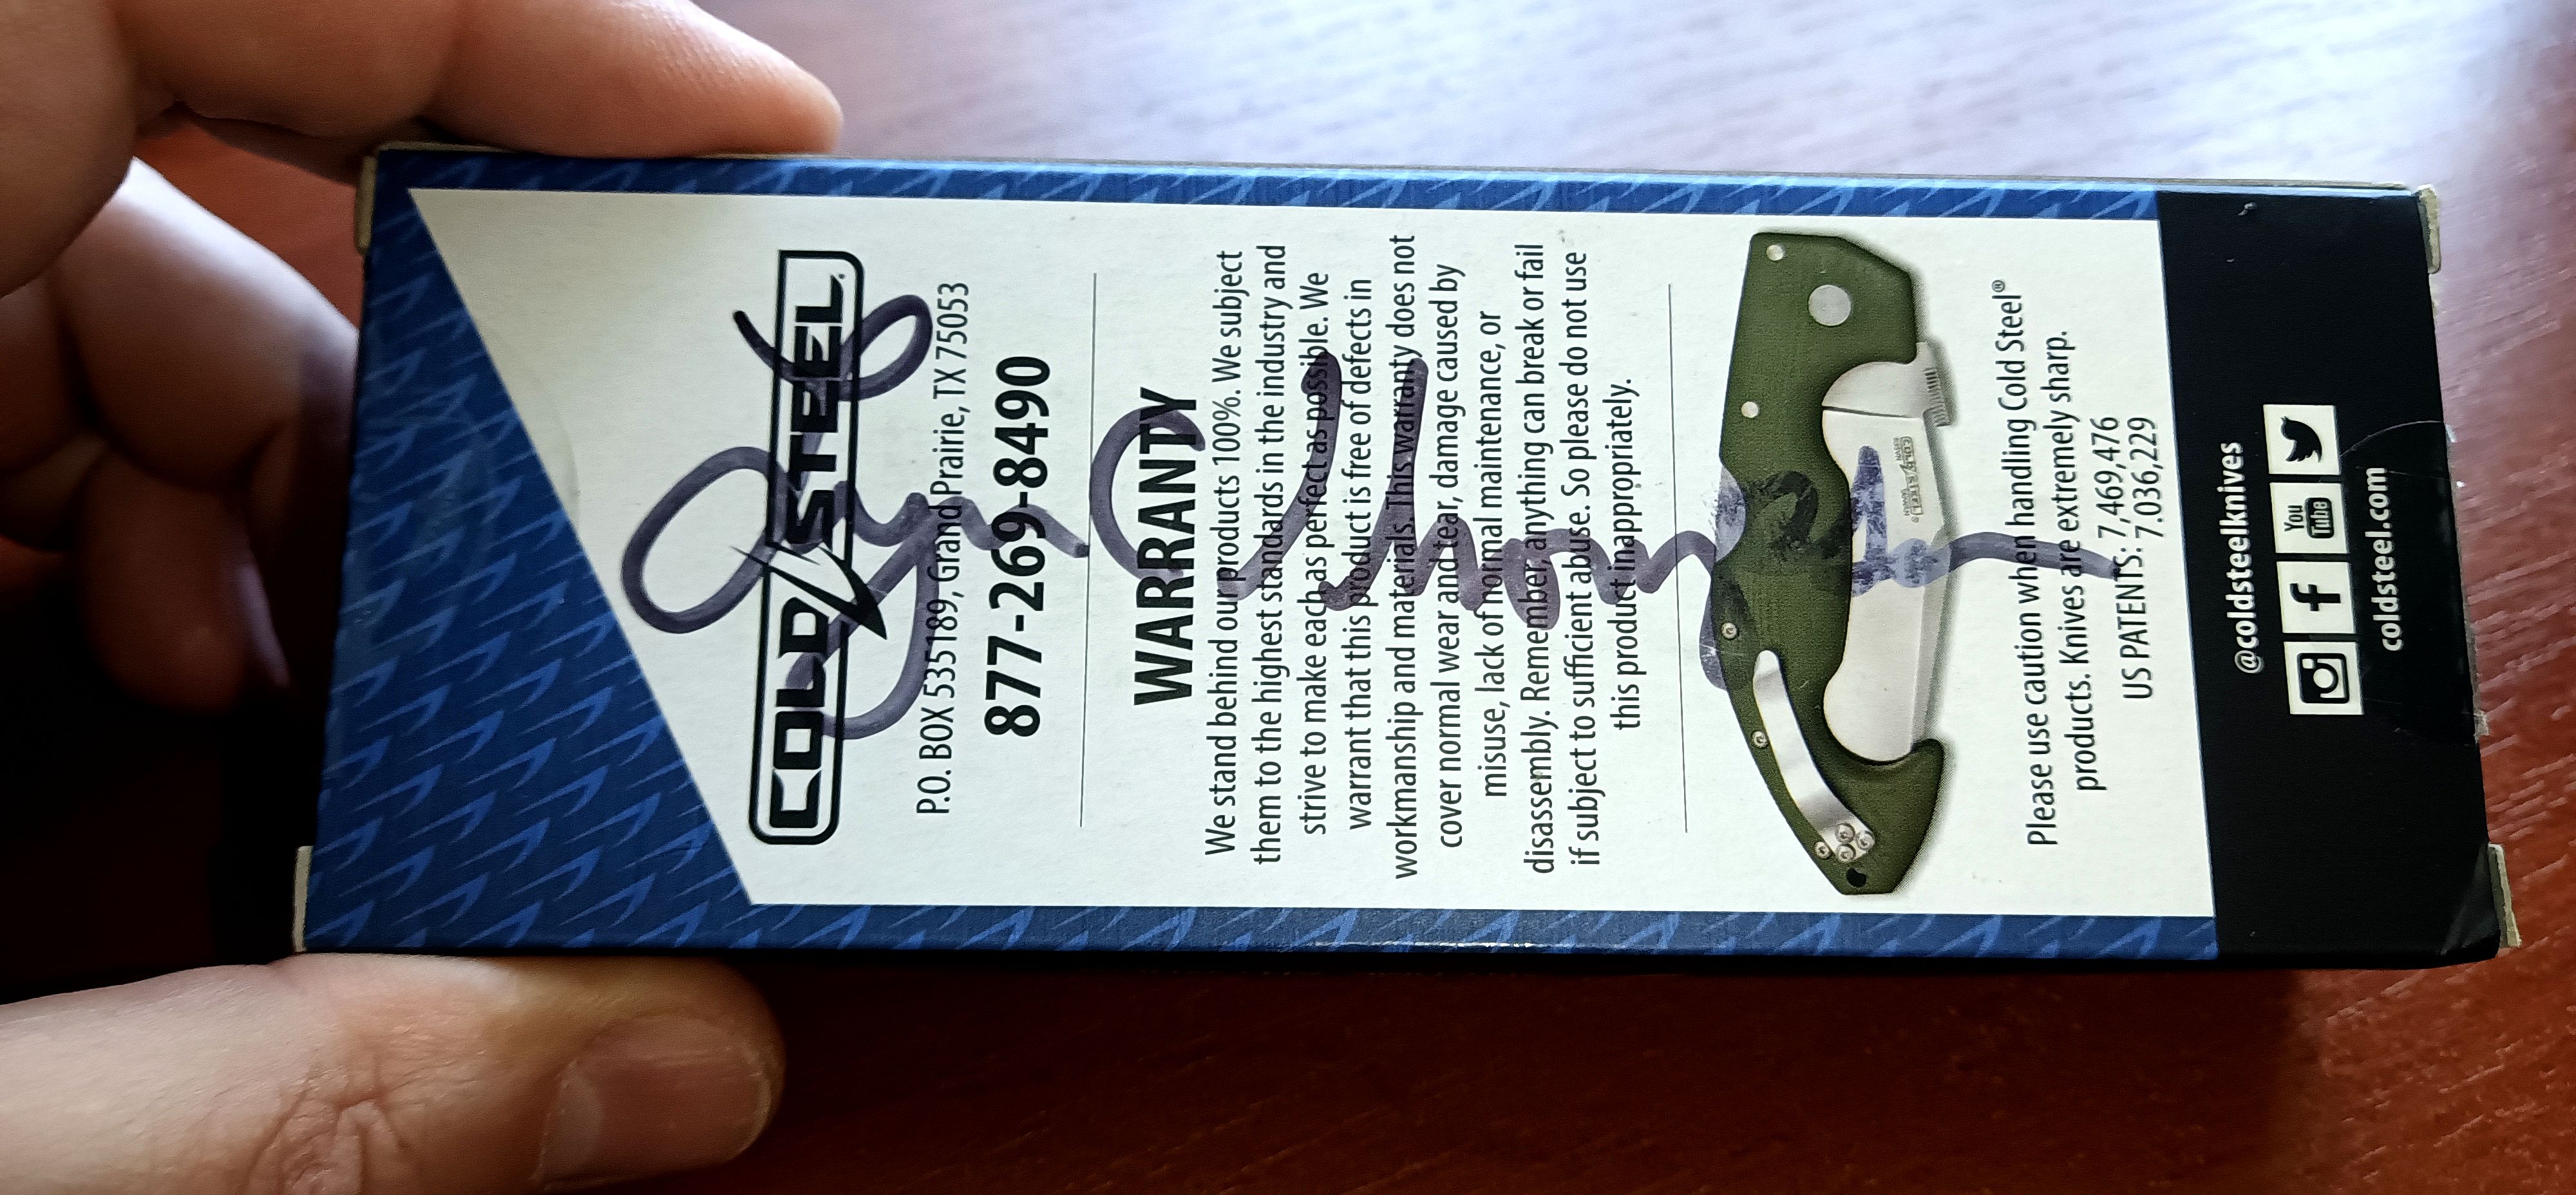 COLD STEEL
P.O. BOX 535189, Grand Prairie, TX 75053
877-269-8490
WARRANTY
We stand behind our products 100%. We subject
them to the highest standards in the industry and
strive to make each as perfect as possible. We
warrant that this product is free of defects in
workmanship and materials. This warranty does not
cover normal wear and tear, damage caused by
misuse, lack of normal maintenance, or
disassembly. Remember, anything can break or fail
if subject to sufficient abuse. So please do not use
this product inappropriately.
COLD STEEL
Please use caution when handling Cold Steel®
products. Knives are extremely sharp.
US PATENTS: 7,469,476
7.036,229
@coldsteelknives
f You Tube
coldsteel.com